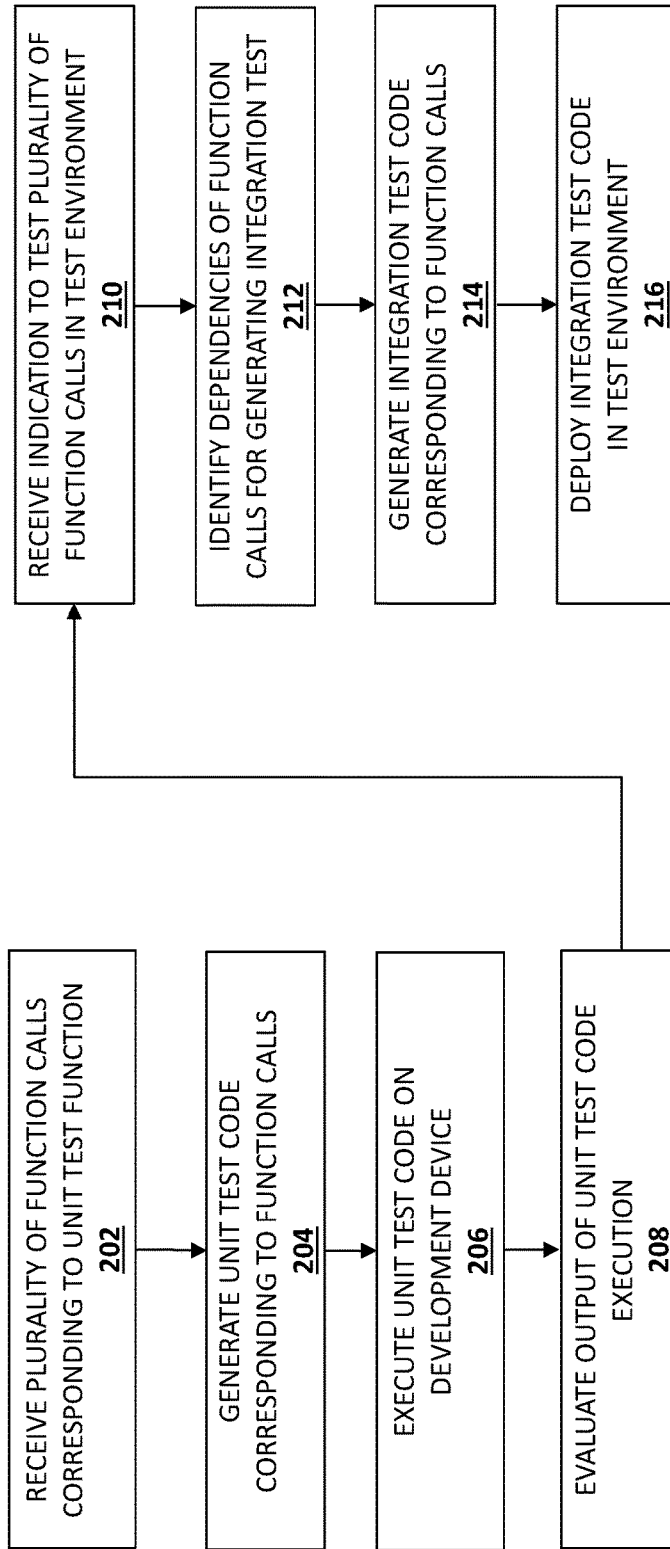 RECEIVE PLURALITY OF FUNCTION CALLS
CORRESPONDING TO UNIT TEST FUNCTION
202
GENERATE UNIT TEST CODE
CORRESPONDING TO FUNCTION CALLS
204
EXECUTE UNIT TEST CODE ON
DEVELOPMENT DEVICE
206
EVALUATE OUTPUT OF UNIT TEST CODE
EXECUTION
208
RECEIVE INDICATION TO TEST PLURALITY OF
FUNCTION CALLS IN TEST ENVIRONMENT
210
IDENTIFY DEPENDENCIES OF FUNCTION
CALLS FOR GENERATING INTEGRATION TEST
212
GENERATE INTEGRATION TEST CODE
CORRESPONDING TO FUNCTION CALLS
214
DEPLOY INTEGRATION TEST CODE
IN TEST ENVIRONMENT
216